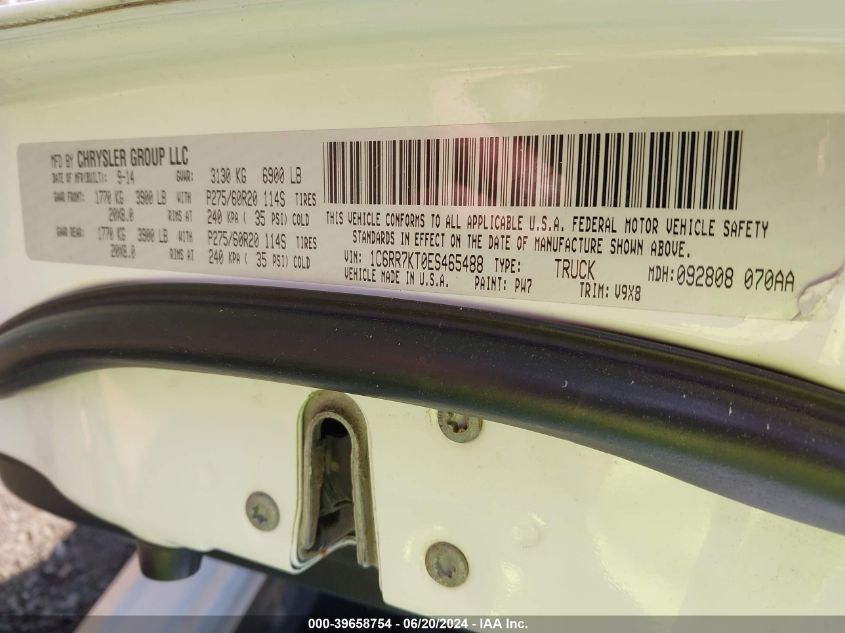 MFD BY CHRYSLER GROUP LLC
DATE OF MFR(BUILT): 9-14 GVWR: 3130 KG 6900 LB
GAWR FRONT: 1770 KG 3900 LB WITH P275/60R20 114S TIRES
20X8.0 RIMS AT 240 KPA ( 35 PSI) COLD
GAWR REAR: 1770 KG 3900 LB WITH P275/60R20 114S TIRES
20X8.0 RIMS AT 240 KPA ( 35 PSI) COLD
THIS VEHICLE CONFORMS TO ALL APPLICABLE U.S.A. FEDERAL MOTOR VEHICLE SAFETY
STANDARDS IN EFFECT ON THE DATE OF MANUFACTURE SHOWN ABOVE.
VIN: 1C6RR7KT0ES465488 TYPE: TRUCK MDH: 092808 070AA
VEHICLE MADE IN U.S.A. PAINT: PW7 TRIM: V9X8
000-39658754 - 06/20/2024 - IAA Inc.